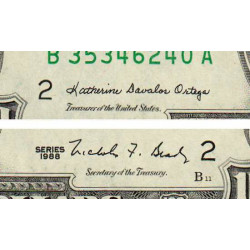 B 35346240 A
2 Katherine Davalos Ortega
Treasurer of the United States.
SERIES 1988 Nicholas F. Brady 2
Secretary of the Treasury.
B 11